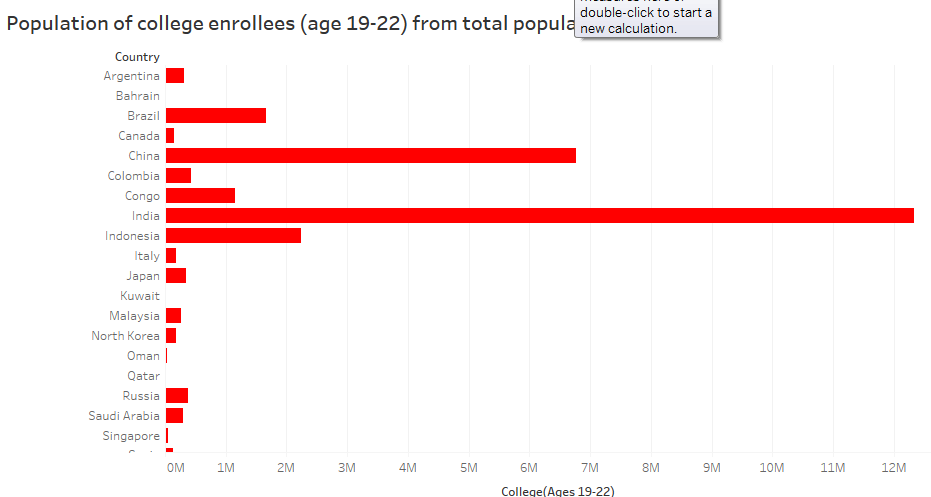 Population of college enrollees (age 19-22) from total popula
double-click to start a
new calculation.
Country
Argentina
Bahrain
Brazil
Canada
China
Colombia
Congo
India
Indonesia
Italy
Japan
Kuwait
Malaysia
North Korea
Oman
Qatar
Russia
Saudi Arabia
Singapore
0M 1M 2M 3M 4M 5M 6M 7M 8M 9M 10M 11M 12M
College(Ages 19-22)